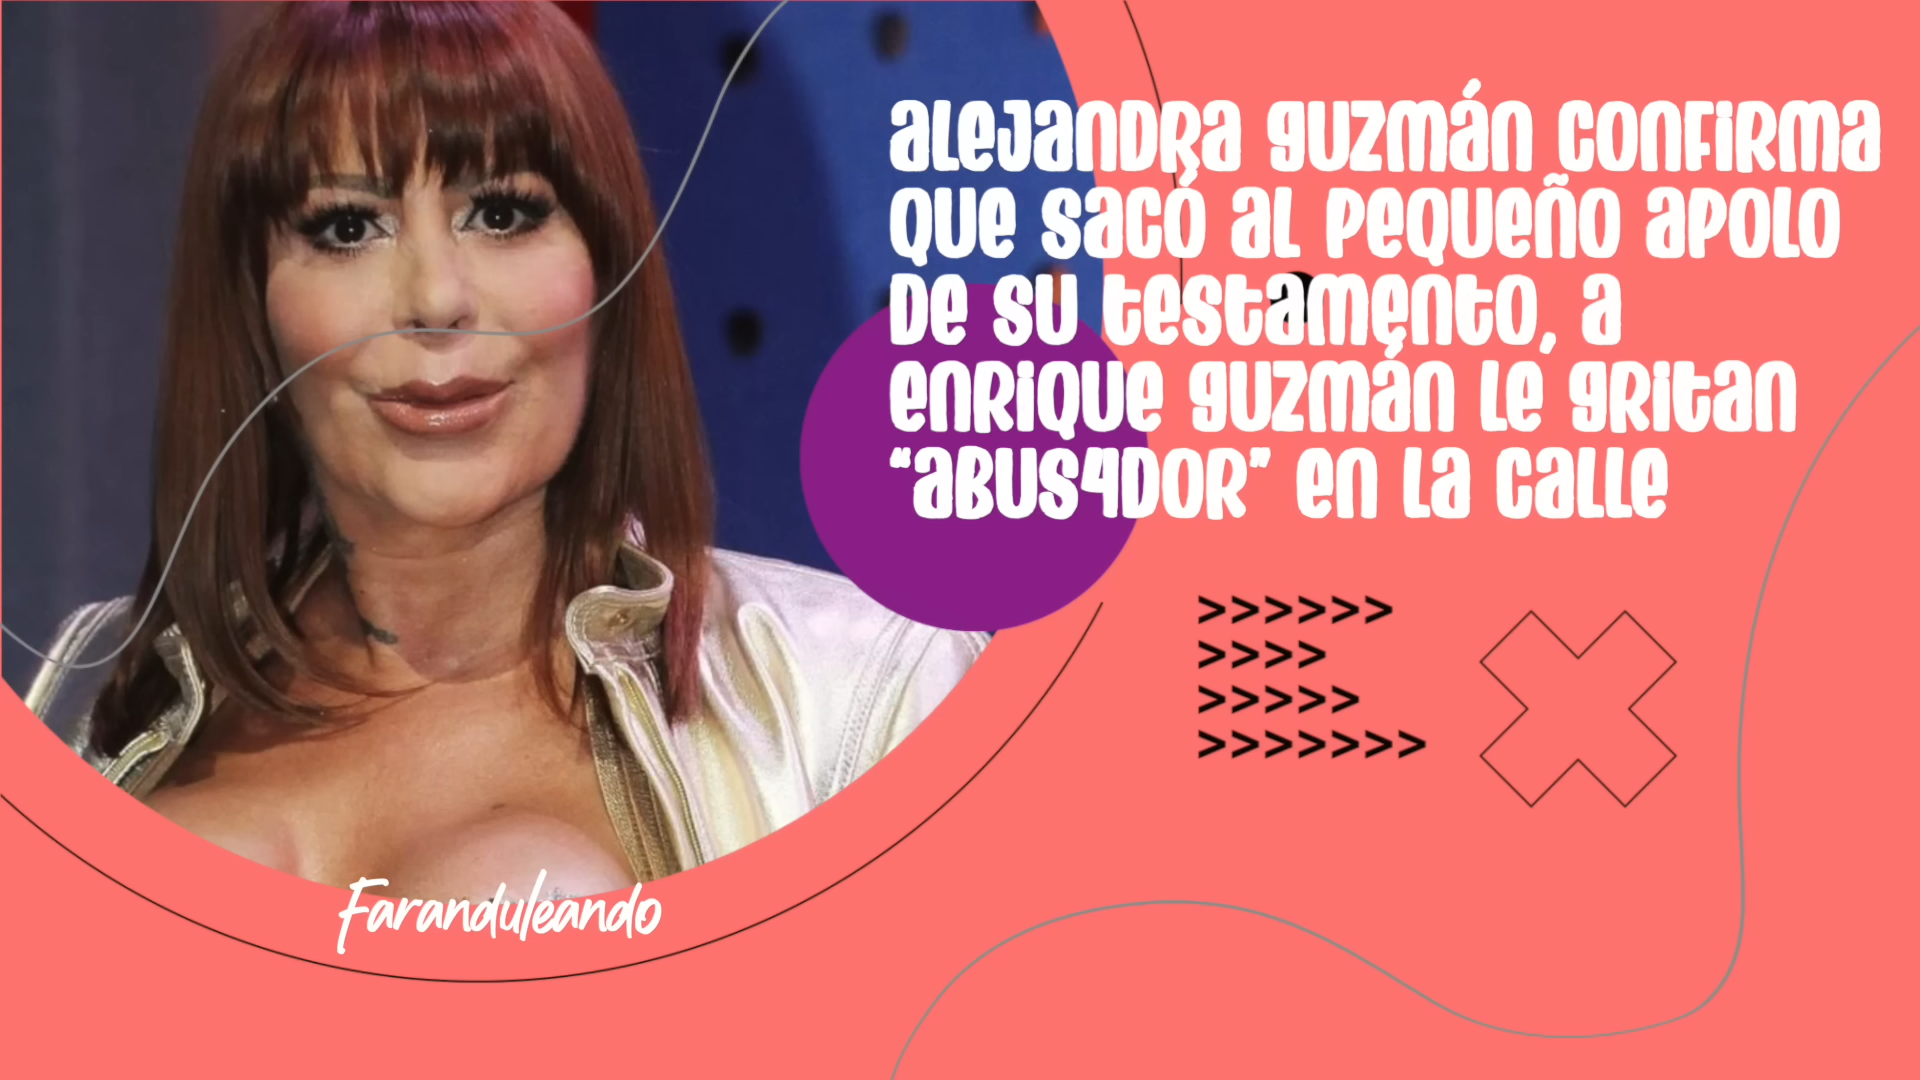 Alejandra Guzmán confirma
que sacó al pequeño Apolo
de su testamento, a
Enrique Guzmán le gritan
“abus4dor” en la calle
>>>>>>
>>>>
>>>>>
>>>>>>>
Faranduleando